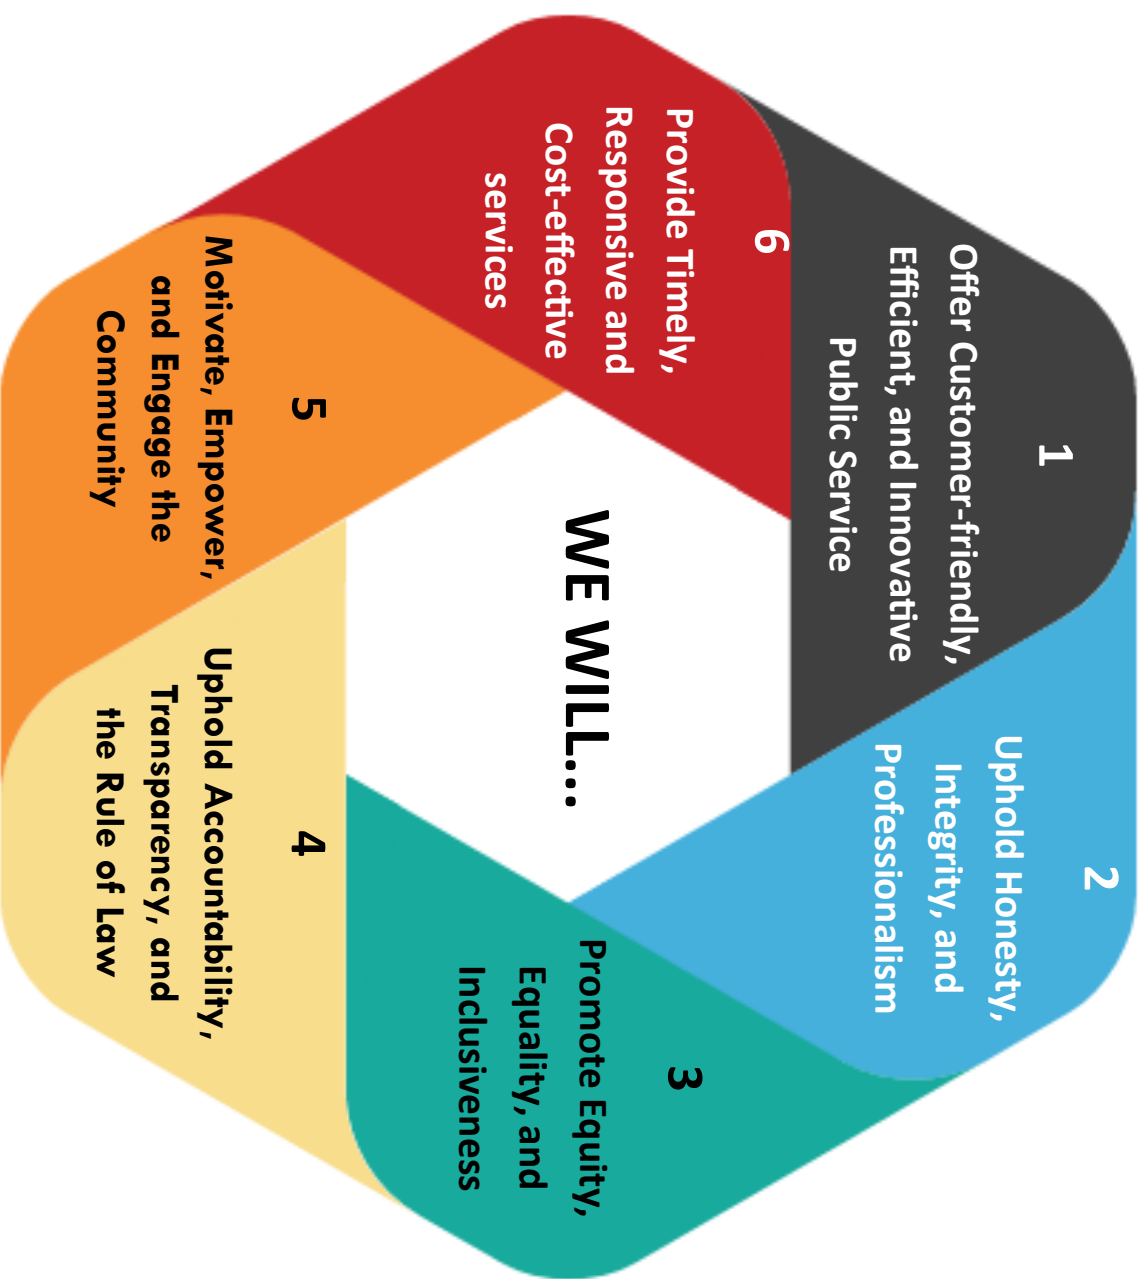 WE WILL...
1
Offer Customer-friendly,
Efficient, and Innovative
Public Service
2
Uphold Honesty,
Integrity, and
Professionalism
3
Promote Equity,
Equality, and
Inclusiveness
4
Uphold Accountability,
Transparency, and
the Rule of Law
5
Motivate, Empower,
and Engage the
Community
6
Provide Timely,
Responsive and
Cost-effective
services